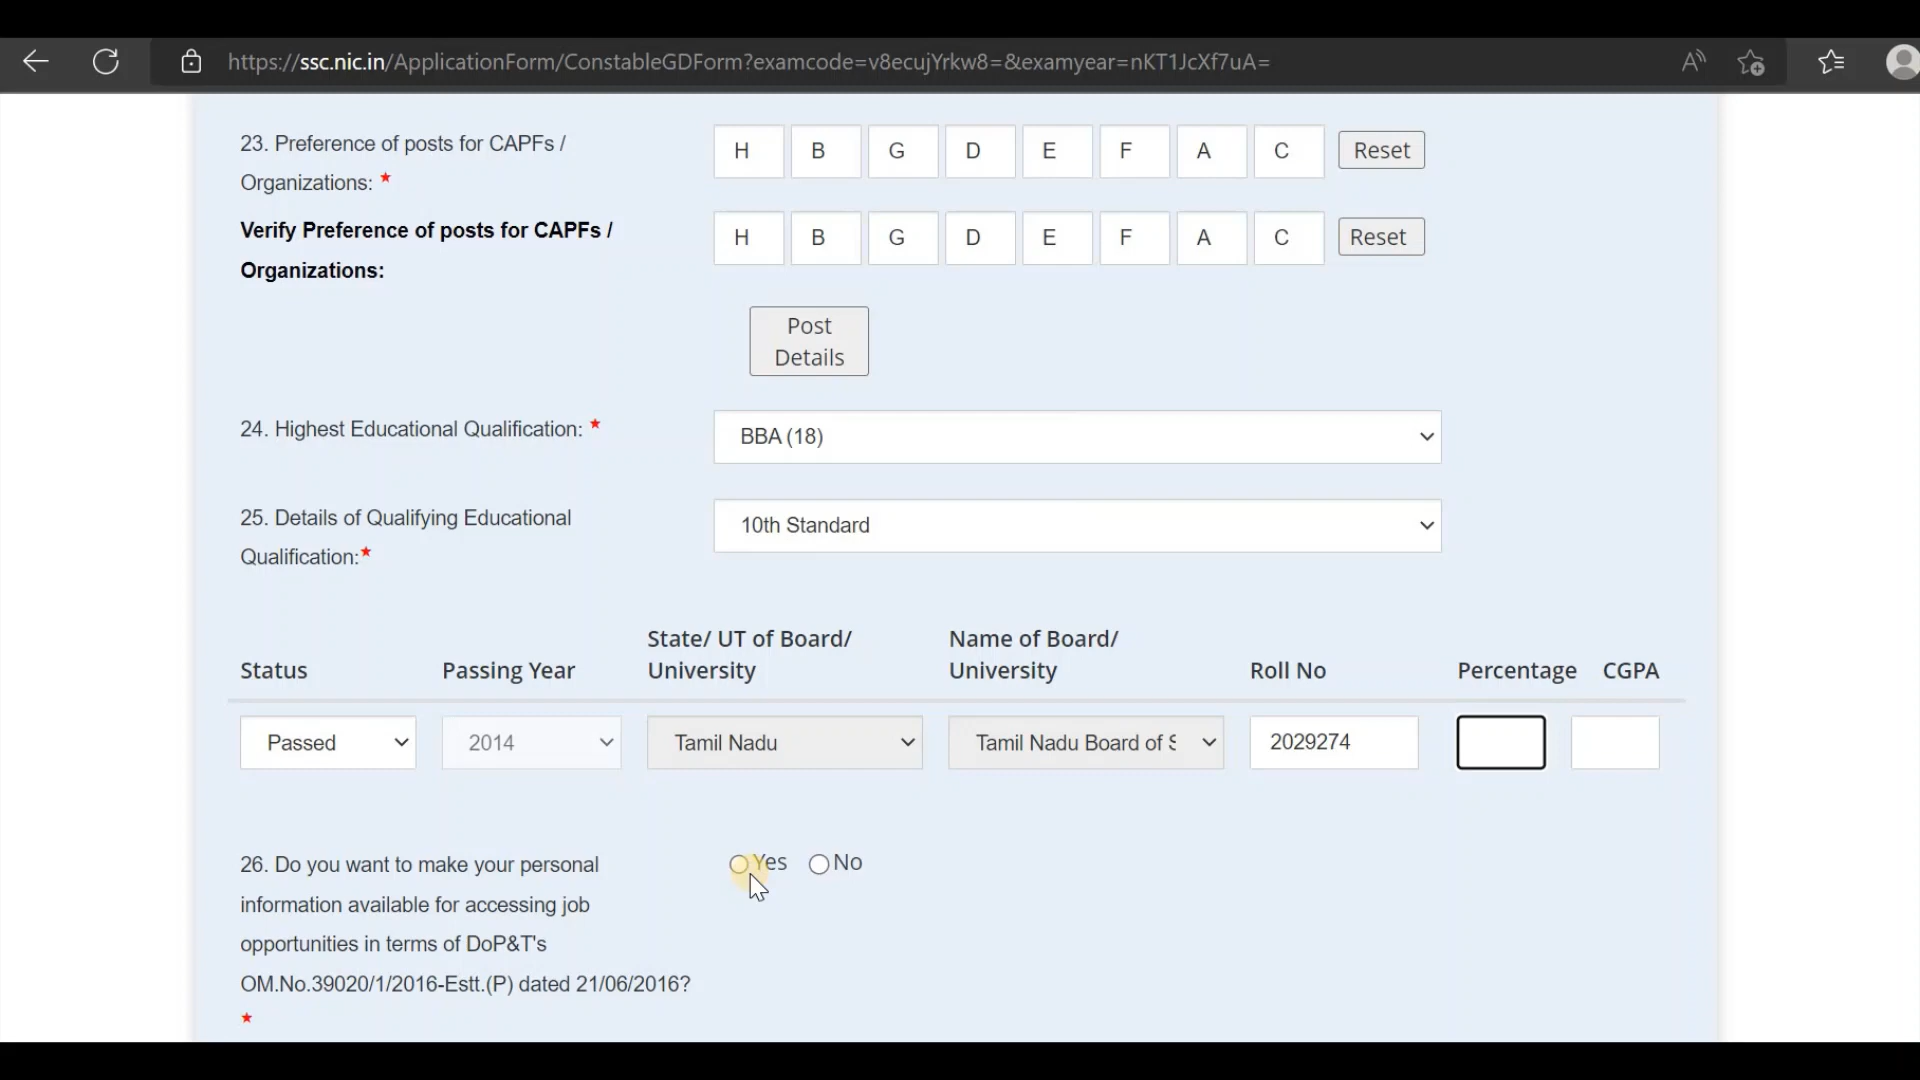 https://ssc.nic.in/ApplicationForm/ConstableGDForm?examcode=v8ecujYrkw8=&examyear=nKT1JcXf7uA=
23. Preference of posts for CAPFs /
Organizations: *
H B G D E F A C Reset
Verify Preference of posts for CAPFs /
Organizations:
H B G D E F A C Reset
Post
Details
24. Highest Educational Qualification: *
BBA (18)
25. Details of Qualifying Educational
Qualification:*
10th Standard
Status
Passing Year
State/ UT of Board/
University
Name of Board/
University
Roll No
Percentage
CGPA
Passed
2014
Tamil Nadu
Tamil Nadu Board of S
2029274
26. Do you want to make your personal
information available for accessing job
opportunities in terms of DoP&T's
OM.No.39020/1/2016-Estt.(P) dated 21/06/2016?
*
Yes No